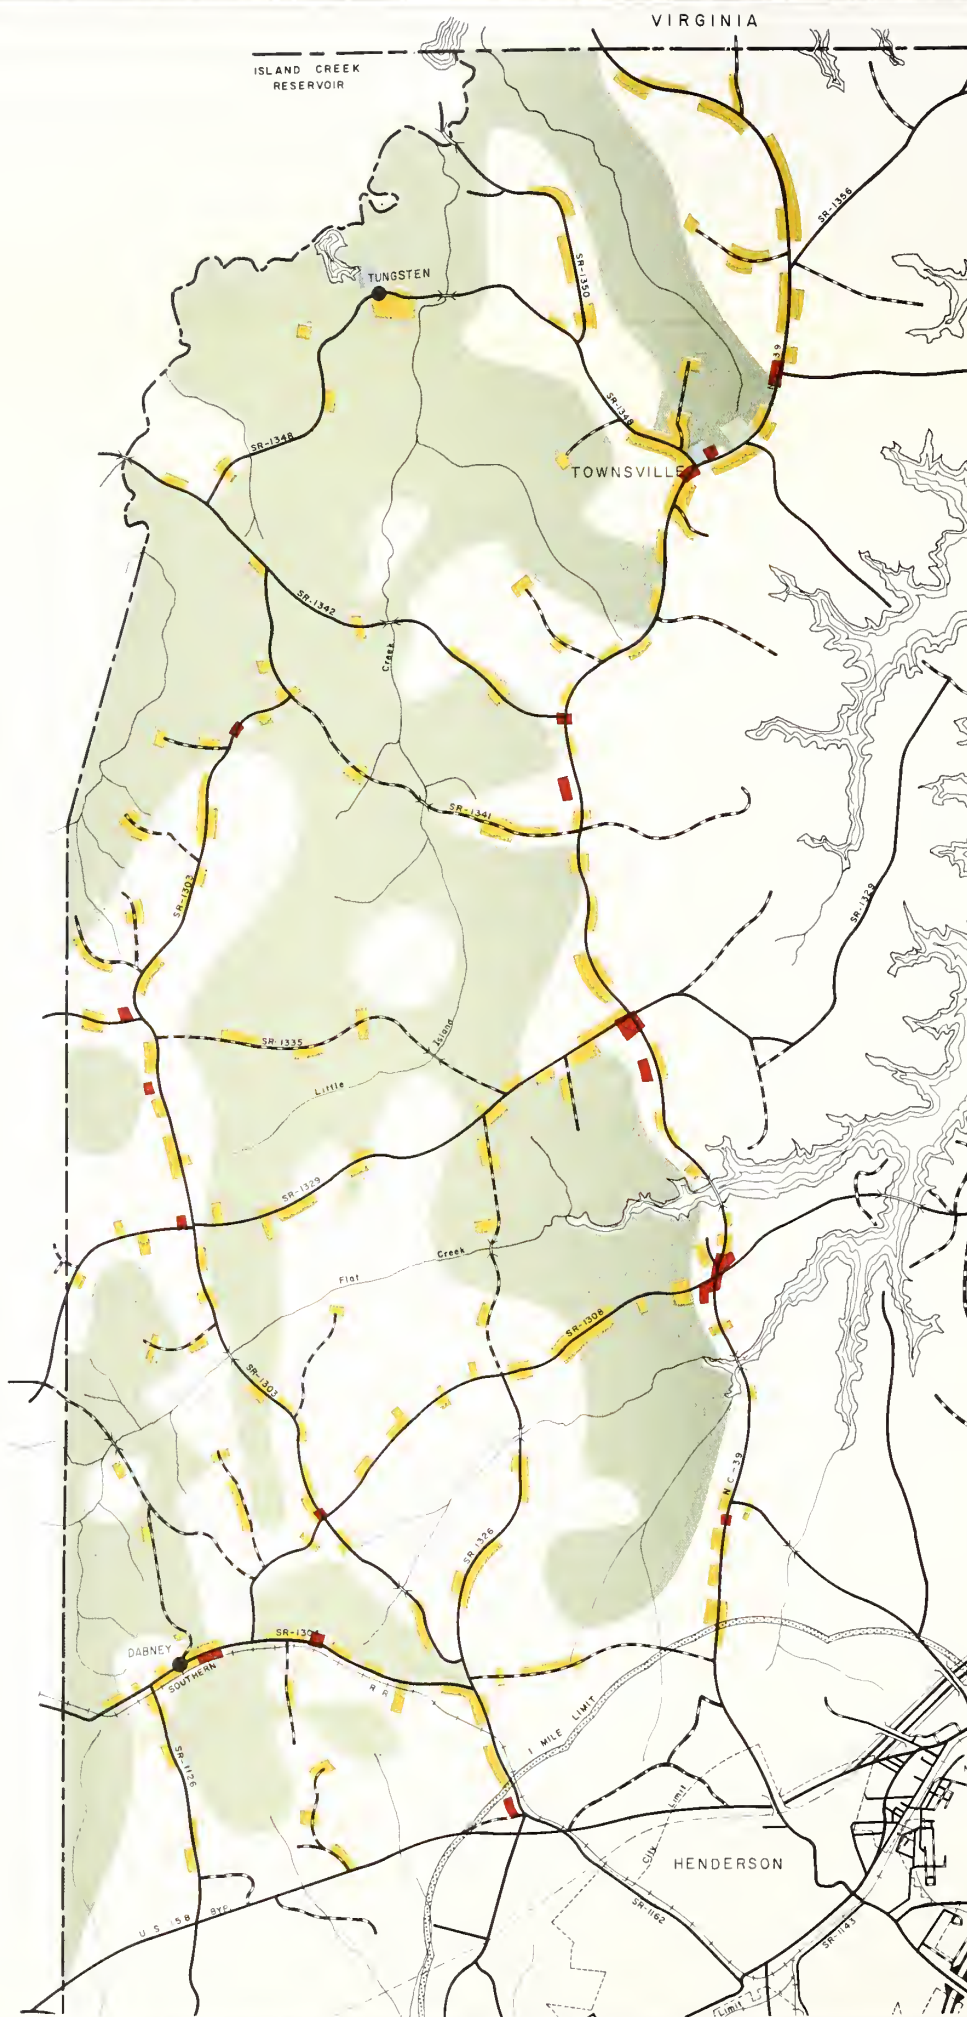 VIRGINIA
ISLAND CREEK
RESERVOIR
SR-1356
TUNGSTEN
SR-1350
39
SR-1348
SR-1348
TOWNSVILLE
SR-1342
Creek
SR-1341
SR-1303
SR-1329
Island
SR-1335
Little
SR-1329
Creek
Flat
SR-1308
SR-1303
N C - 39
SR 1326
SR-130
DABNEY
SOUTHERN
R R
1 MILE LIMIT
SR-1126
Limit
City
HENDERSON
U S 158 BYP
SR-1162
SR-1143
Limit